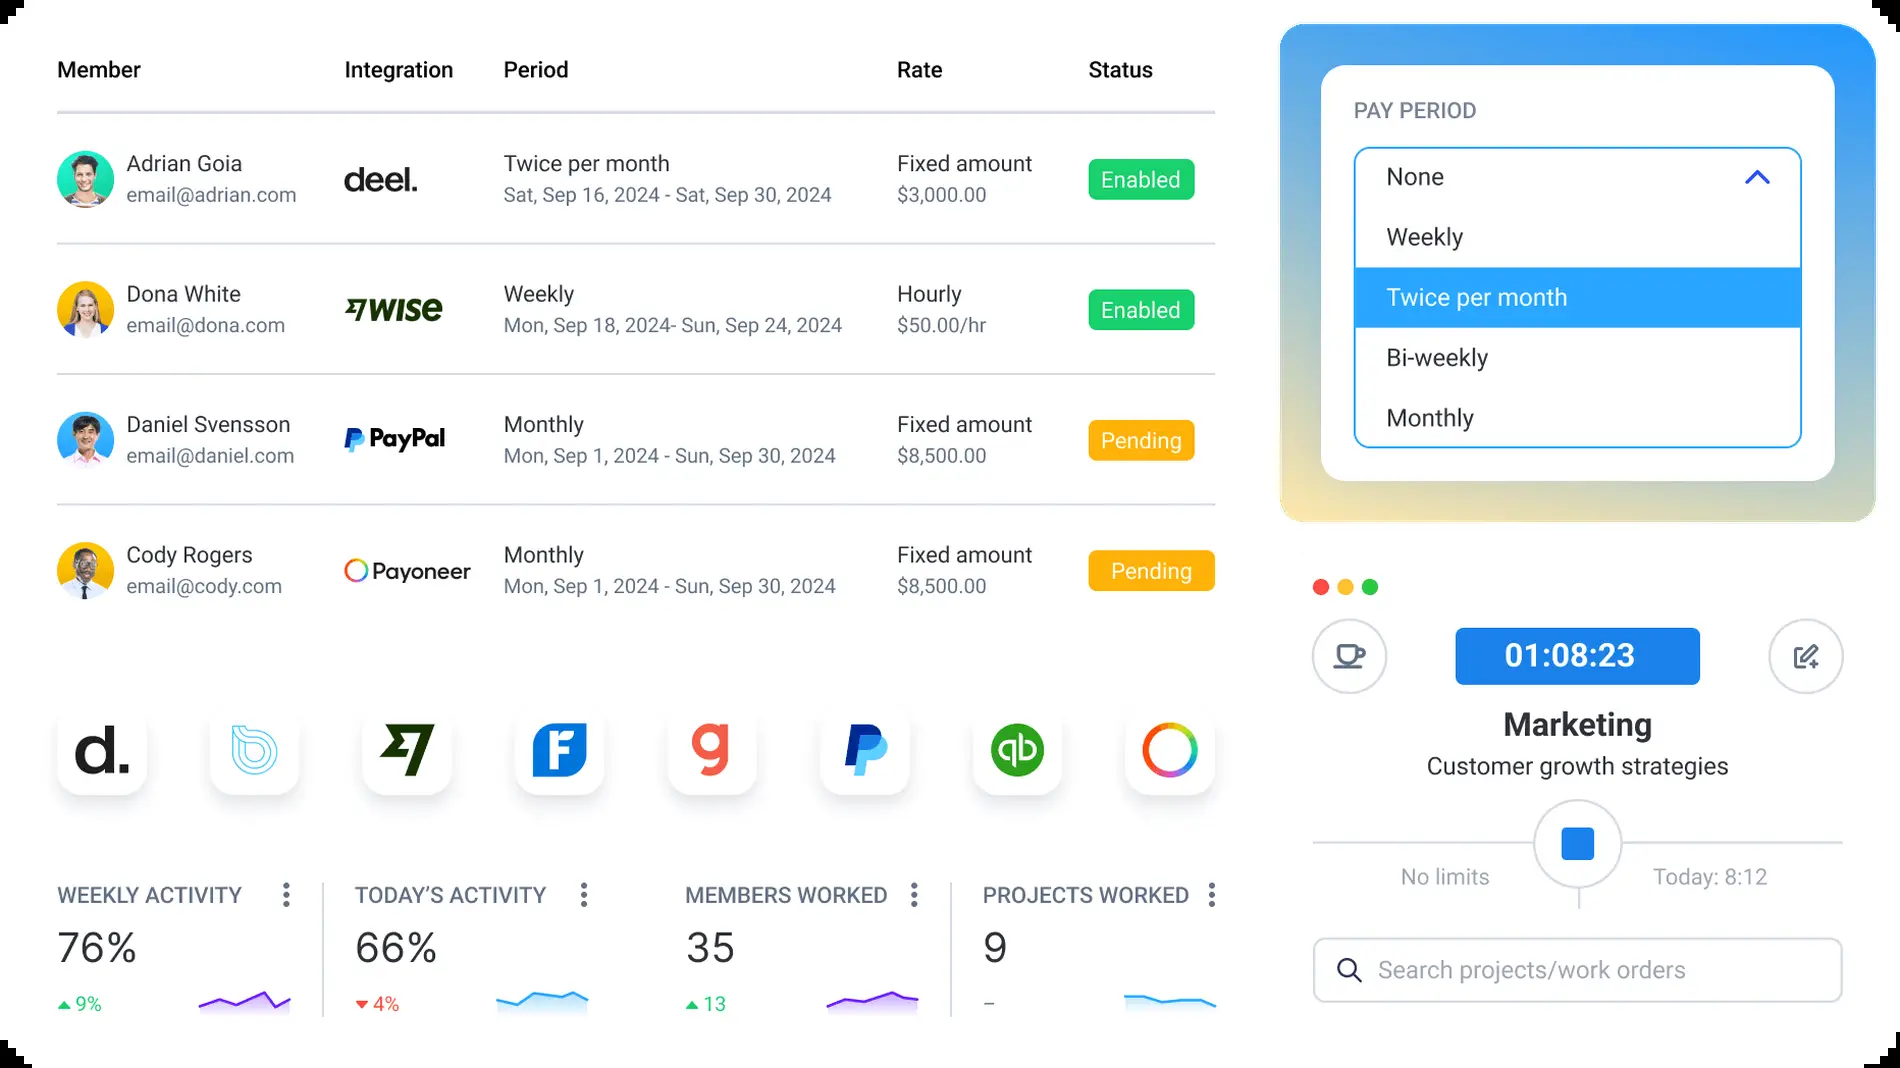 Member Integration Period Rate Status
Adrian Goia
email@adrian.com
deel.
Twice per month
Sat, Sep 16, 2024 - Sat, Sep 30, 2024
Fixed amount
$3,000.00
Enabled
Dona White
email@dona.com
WISE
Weekly
Mon, Sep 18, 2024- Sun, Sep 24, 2024
Hourly
$50.00/hr
Enabled
Daniel Svensson
email@daniel.com
PayPal
Monthly
Mon, Sep 1, 2024 - Sun, Sep 30, 2024
Fixed amount
$8,500.00
Pending
Cody Rogers
email@cody.com
Payoneer
Monthly
Mon, Sep 1, 2024 - Sun, Sep 30, 2024
Fixed amount
$8,500.00
Pending
d. F g P qb
WEEKLY ACTIVITY
76%
9%
TODAY’S ACTIVITY
66%
4%
MEMBERS WORKED
35
13
PROJECTS WORKED
9
–
PAY PERIOD
None
Weekly
Twice per month
Bi-weekly
Monthly
01:08:23
Marketing
Customer growth strategies
No limits
Today: 8:12
Search projects/work orders